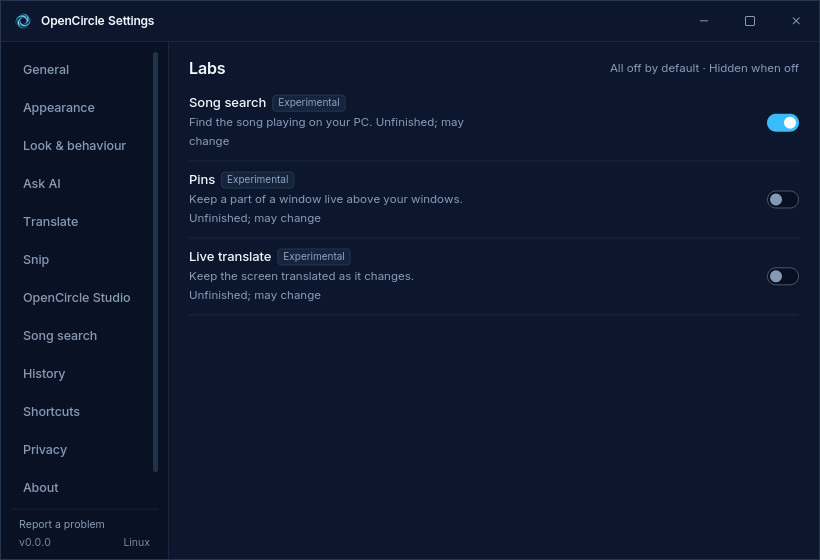 OpenCircle Settings
General
Appearance
Look & behaviour
Ask AI
Translate
Snip
OpenCircle Studio
Song search
History
Shortcuts
Privacy
About
Report a problem
v0.0.0 Linux
Labs
All off by default · Hidden when off
Song search Experimental
Find the song playing on your PC. Unfinished; may
change
Pins Experimental
Keep a part of a window live above your windows.
Unfinished; may change
Live translate Experimental
Keep the screen translated as it changes.
Unfinished; may change